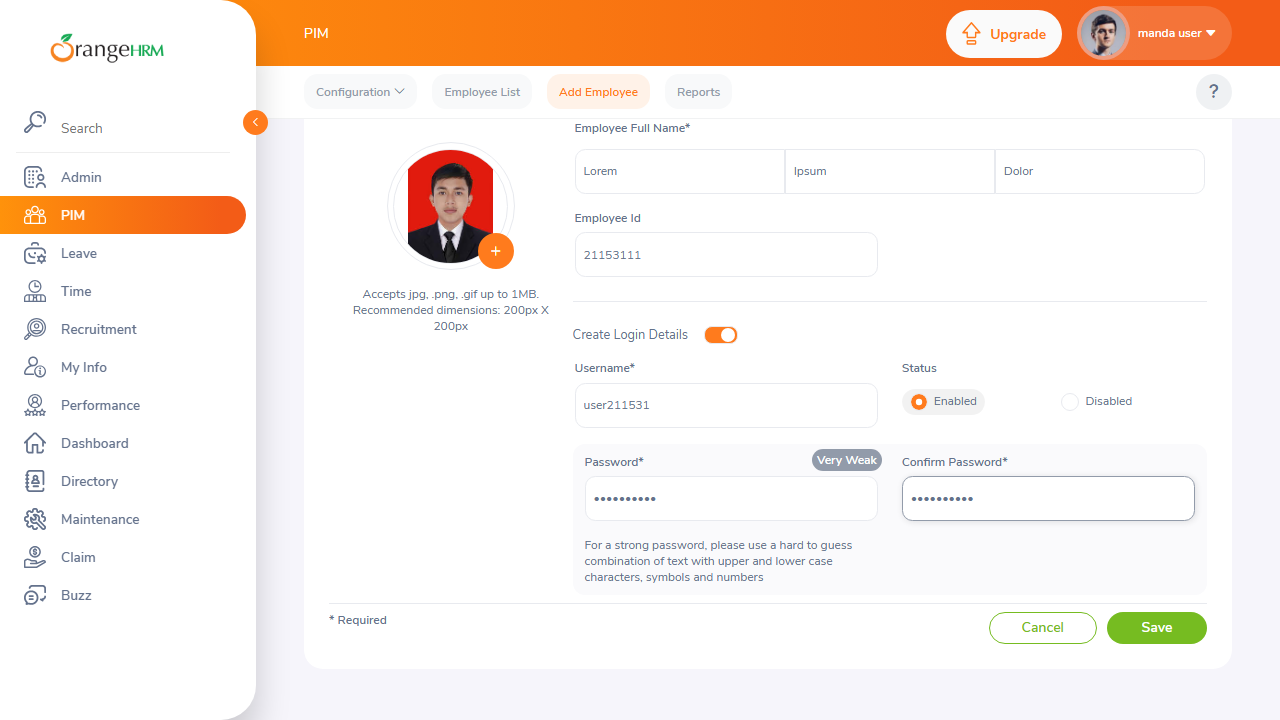 OrangeHRM
PIM
Upgrade
manda user
Configuration
Employee List
Add Employee
Reports
?
Search
Admin
PIM
Leave
Time
Recruitment
My Info
Performance
Dashboard
Directory
Maintenance
Claim
Buzz
+
Accepts jpg, .png, .gif up to 1MB.
Recommended dimensions: 200px X
200px
Employee Full Name*
Lorem
Ipsum
Dolor
Employee Id
21153111
Create Login Details
Username*
Status
user211531
Enabled
Disabled
Password*
Very Weak
Confirm Password*
••••••••••
••••••••••
For a strong password, please use a hard to guess
combination of text with upper and lower case
characters, symbols and numbers
* Required
Cancel
Save